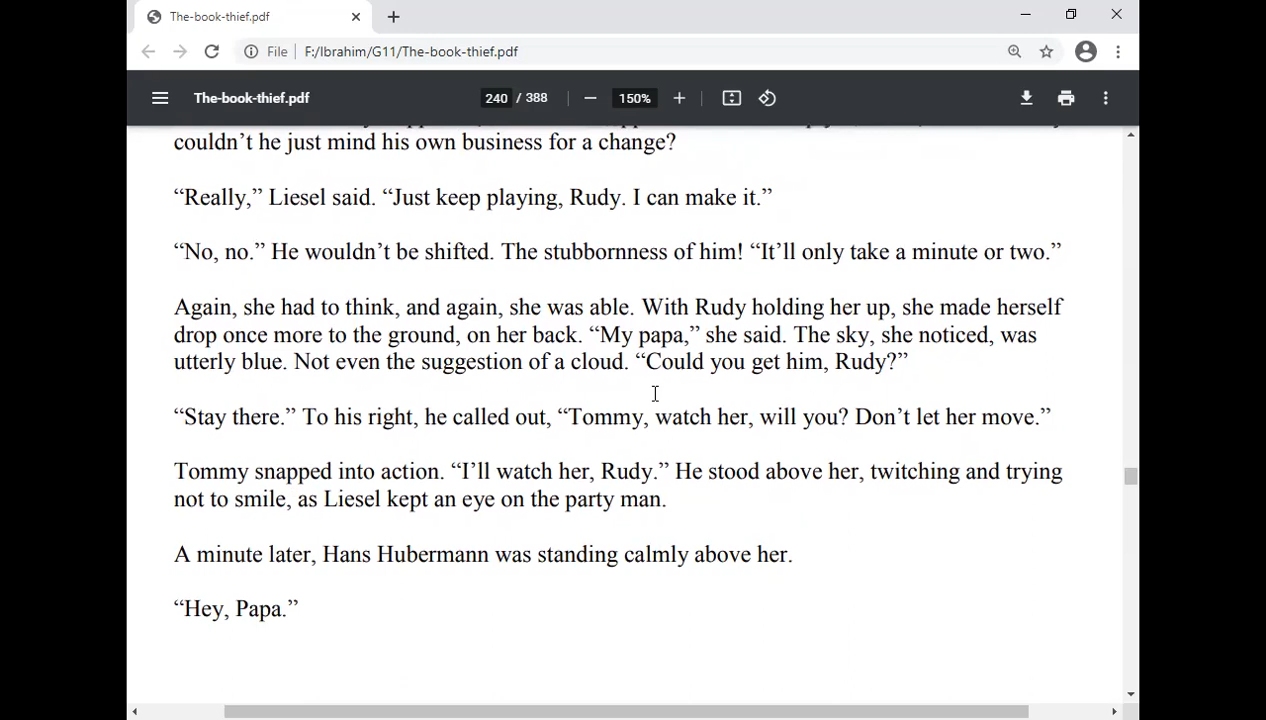 The-book-thief.pdf
File
F:/Ibrahim/G11/The-book-thief.pdf
The-book-thief.pdf
240 / 388
150%
couldn’t he just mind his own business for a change?
“Really,” Liesel said. “Just keep playing, Rudy. I can make it.”
“No, no.” He wouldn’t be shifted. The stubbornness of him! “It’ll only take a minute or two.”
Again, she had to think, and again, she was able. With Rudy holding her up, she made herself
drop once more to the ground, on her back. “My papa,” she said. The sky, she noticed, was
utterly blue. Not even the suggestion of a cloud. “Could you get him, Rudy?”
“Stay there.” To his right, he called out, “Tommy, watch her, will you? Don’t let her move.”
Tommy snapped into action. “I’ll watch her, Rudy.” He stood above her, twitching and trying
not to smile, as Liesel kept an eye on the party man.
A minute later, Hans Hubermann was standing calmly above her.
“Hey, Papa.”